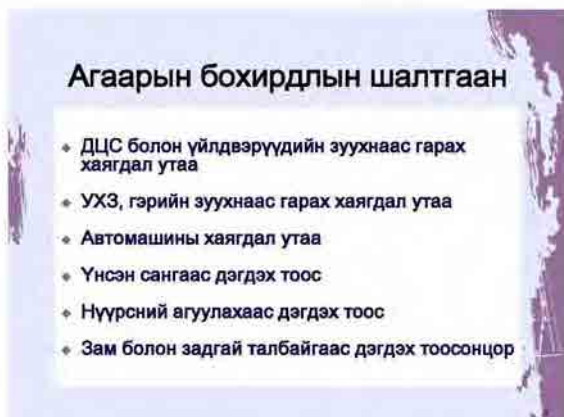 Агаарын бохирдлын шалтгаан
ДЦС болон үйлдвэрүүдийн зуухнаас гарах
хаягдал утаа
УХЗ, гэрийн зуухнаас гарах хаягдал утаа
Автомашины хаягдал утаа
Үнсэн сангаас дэгдэх тоос
Нүүрсний агуулахаас дэгдэх тоос
Зам болон задгай талбайгаас дэгдэх тоосонцор